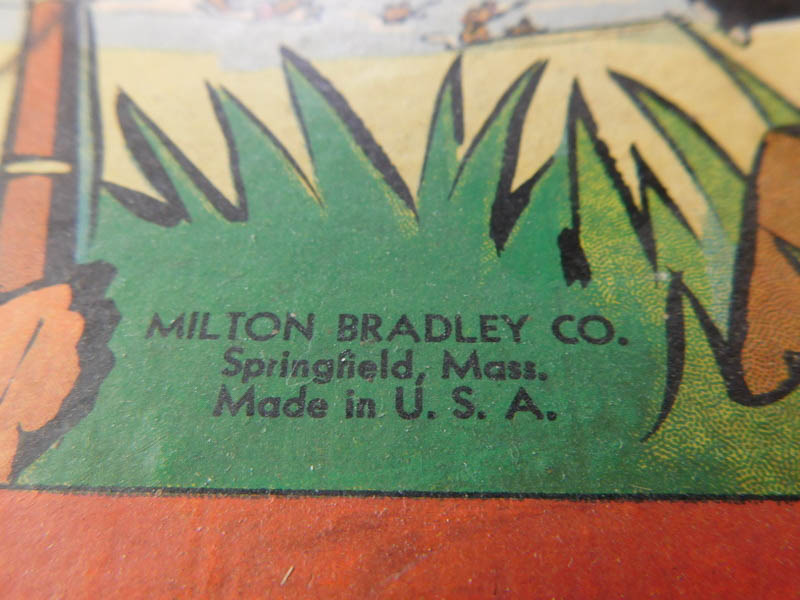 MILTON BRADLEY CO.
Springfield, Mass.
Made in U. S. A.